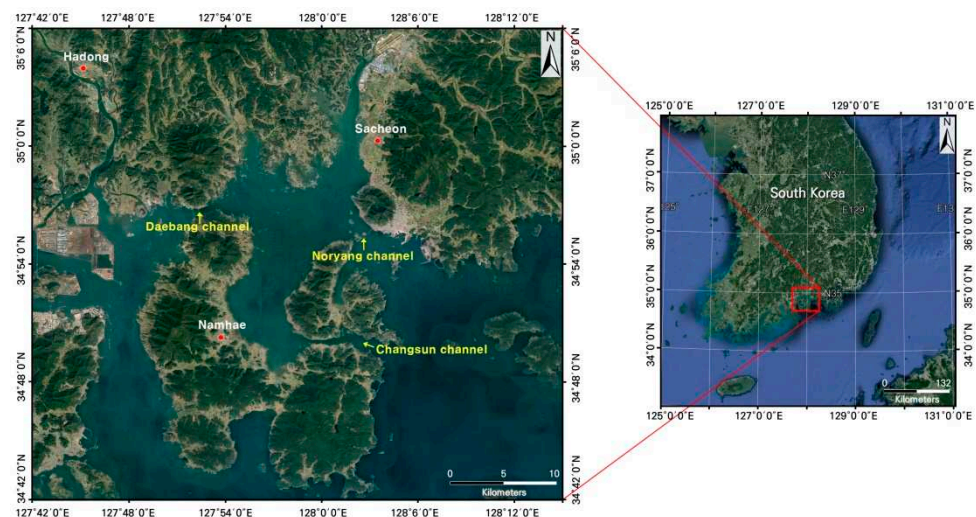 127°42'0"E 127°48'0"E 127°54'0"E 128°0'0"E 128°6'0"E 128°12'0"E
35°6'0"N
35°0'0"N
34°54'0"N
34°48'0"N
34°42'0"N
N
Hadong
Sacheon
Daebang channel
Noryang channel
Namhae
Changsun channel
0 5 10
Kilometers
35°6'0"N
35°0'0"N
34°54'0"N
34°48'0"N
34°42'0"N
127°42'0"E 127°48'0"E 127°54'0"E 128°0'0"E 128°6'0"E 128°12'0"E
125°0'0"E 127°0'0"E 129°0'0"E 131°0'0"E
37°0'0"N
36°0'0"N
35°0'0"N
34°0'0"N
N
N37°
South Korea
E129°
N35°
0 132
Kilometers
37°0'0"N
36°0'0"N
35°0'0"N
34°0'0"N
125°0'0"E 127°0'0"E 129°0'0"E 131°0'0"E